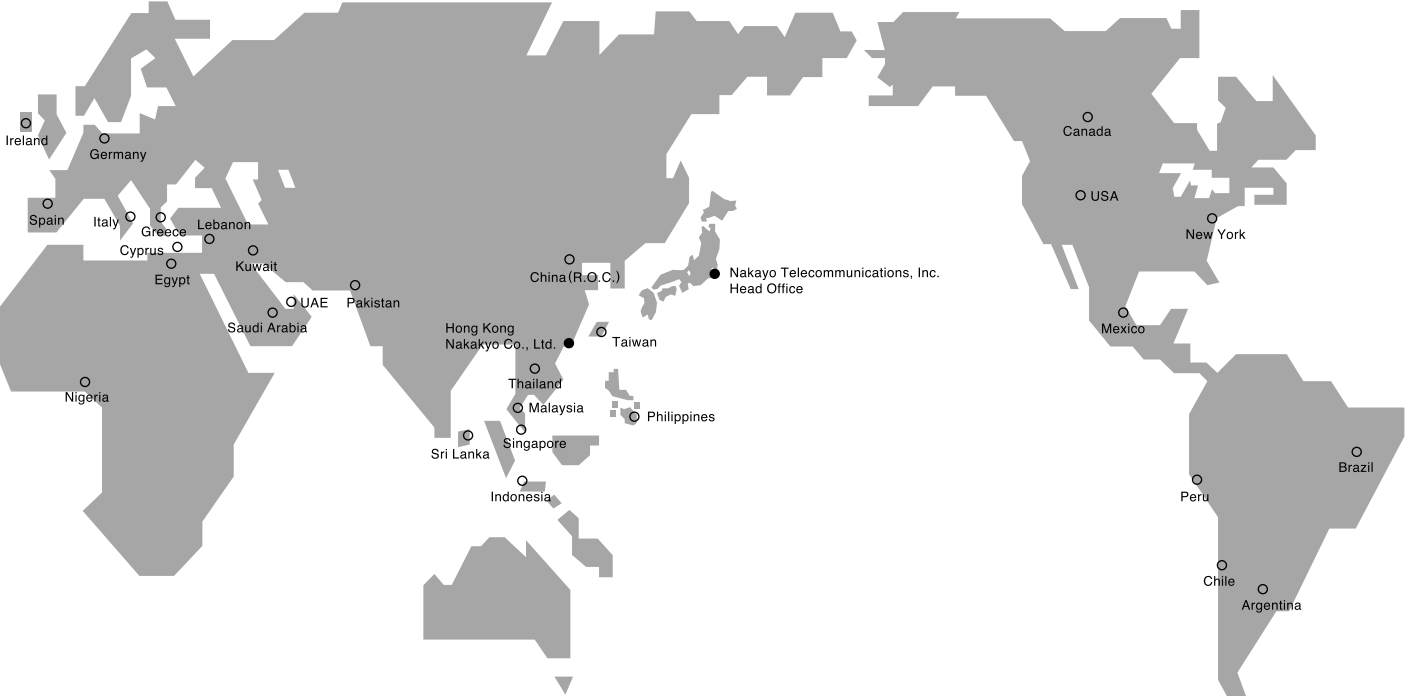 Ireland
Germany
Spain
Italy
Greece
Lebanon
Cyprus
Kuwait
Egypt
UAE
Saudi Arabia
Pakistan
Nigeria
China(R.O.C.)
Nakayo Telecommunications, Inc.
Head Office
Hong Kong
Nakakyo Co., Ltd.
Taiwan
Thailand
Malaysia
Philippines
Singapore
Sri Lanka
Indonesia
Canada
USA
New York
Mexico
Brazil
Peru
Chile
Argentina